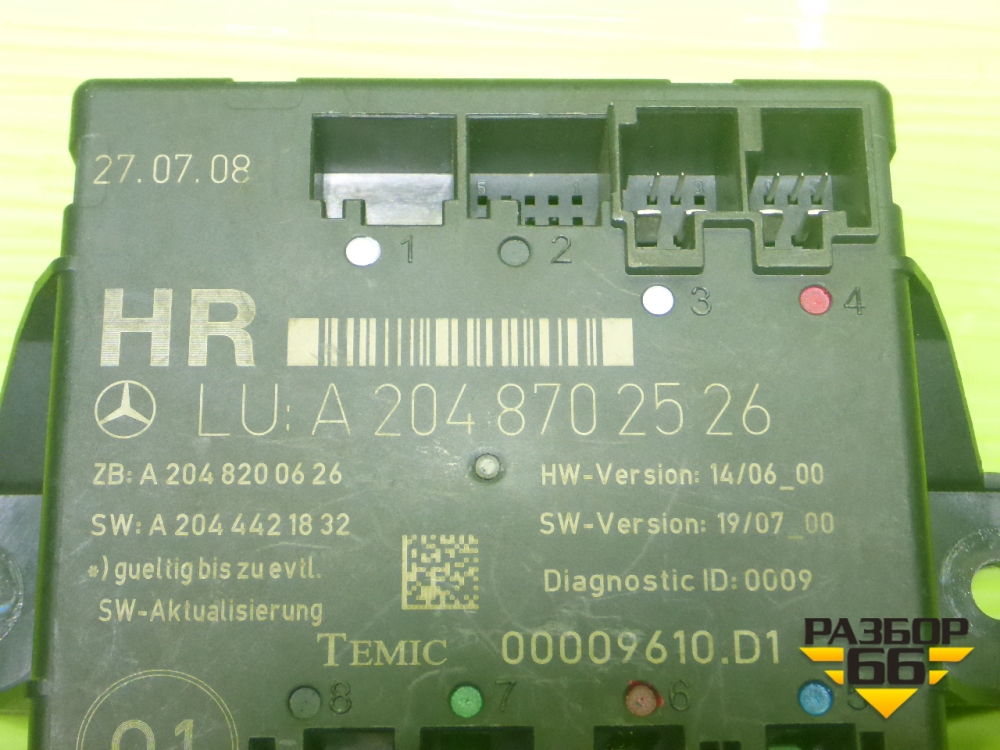 27.07.08
1 2
3 4
HR
LU: A 204 870 25 26
ZB: A 204 820 06 26
HW-Version: 14/06_00
SW: A 204 442 18 32
SW-Version: 19/07_00
*) gueltig bis zu evtl.
SW-Aktualisierung
Diagnostic ID: 0009
TEMIC 00009610.D1
РАЗБОР
66
8 7 6 5
01